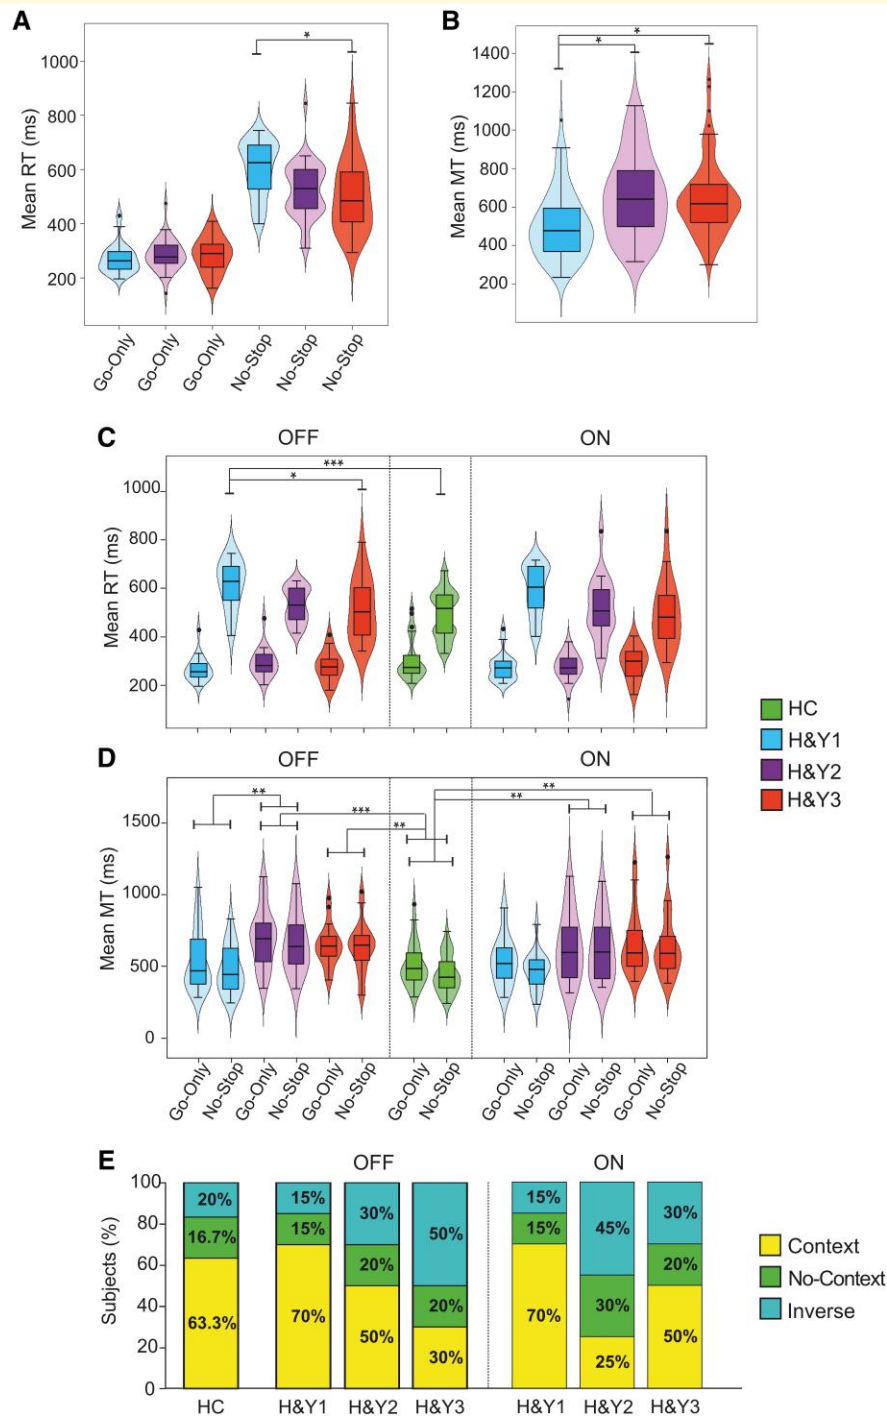 A
Mean RT (ms)
1000
800
600
400
200
*
Go-Only Go-Only Go-Only No-Stop No-Stop No-Stop
B
Mean MT (ms)
1400
1200
1000
800
600
400
200
*
*
C
OFF ON
Mean RT (ms)
1000
800
600
400
200
***
*
D
OFF ON
Mean MT (ms)
1500
1000
500
0
**
***
**
**
**
Go-Only No-Stop Go-Only No-Stop Go-Only No-Stop Go-Only No-Stop Go-Only No-Stop Go-Only No-Stop Go-Only No-Stop
HC
H&Y1
H&Y2
H&Y3
E
OFF ON
Subjects (%)
100
80
60
40
20
0
20% 15% 30% 50% 15% 45% 30%
16.7% 15% 20% 20% 15% 30% 20%
63.3% 70% 50% 30% 70% 25% 50%
HC H&Y1 H&Y2 H&Y3 H&Y1 H&Y2 H&Y3
Context
No-Context
Inverse